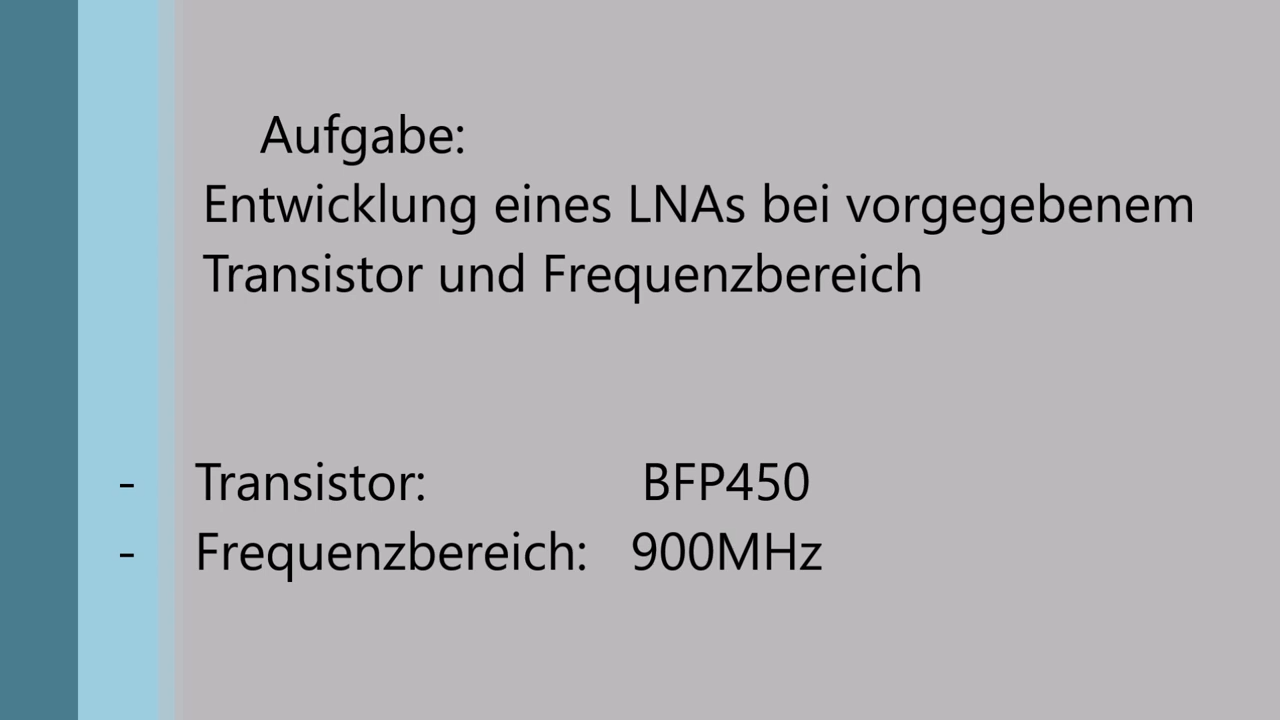 Aufgabe:
Entwicklung eines LNAs bei vorgegebenem
Transistor und Frequenzbereich
- Transistor: BFP450
- Frequenzbereich: 900MHz